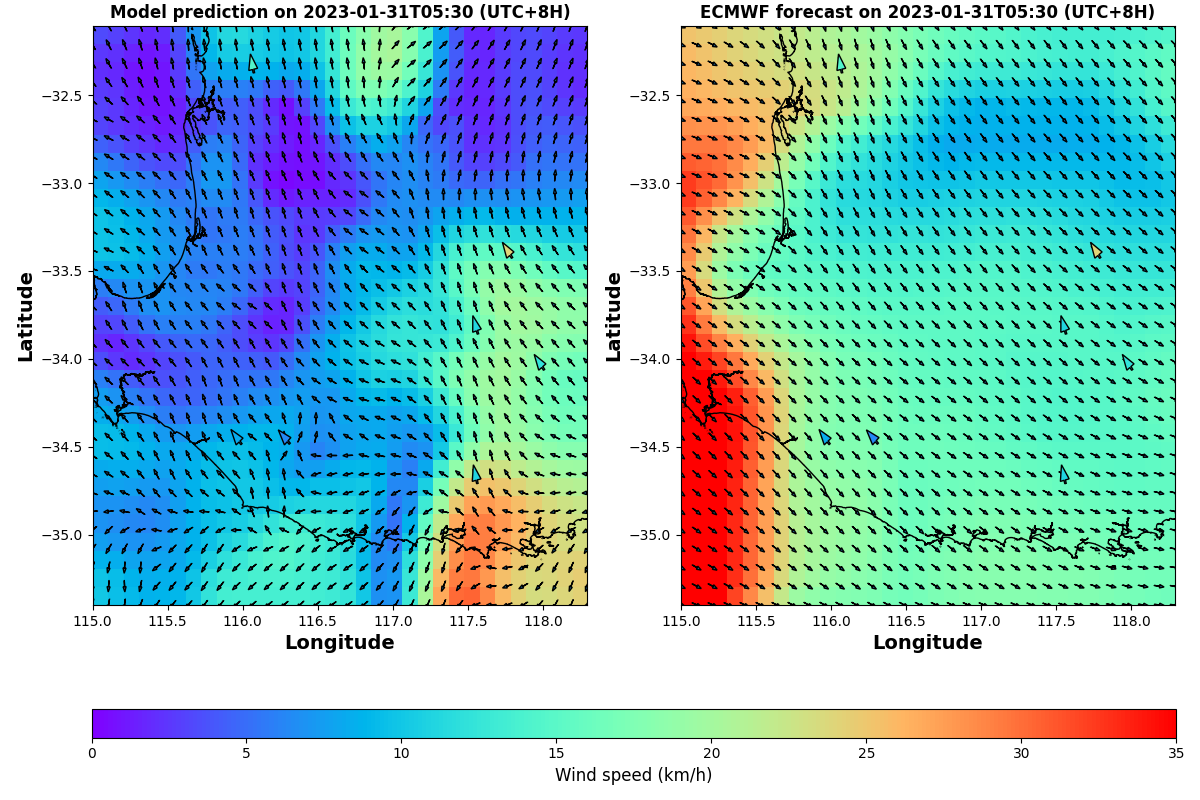 Model prediction on 2023-01-31T05:30 (UTC+8H)
ECMWF forecast on 2023-01-31T05:30 (UTC+8H)
Latitude
−32.5
−33.0
−33.5
−34.0
−34.5
−35.0
115.0 115.5 116.0 116.5 117.0 117.5 118.0
Longitude
Latitude
−32.5
−33.0
−33.5
−34.0
−34.5
−35.0
115.0 115.5 116.0 116.5 117.0 117.5 118.0
Longitude
0 5 10 15 20 25 30 35
Wind speed (km/h)